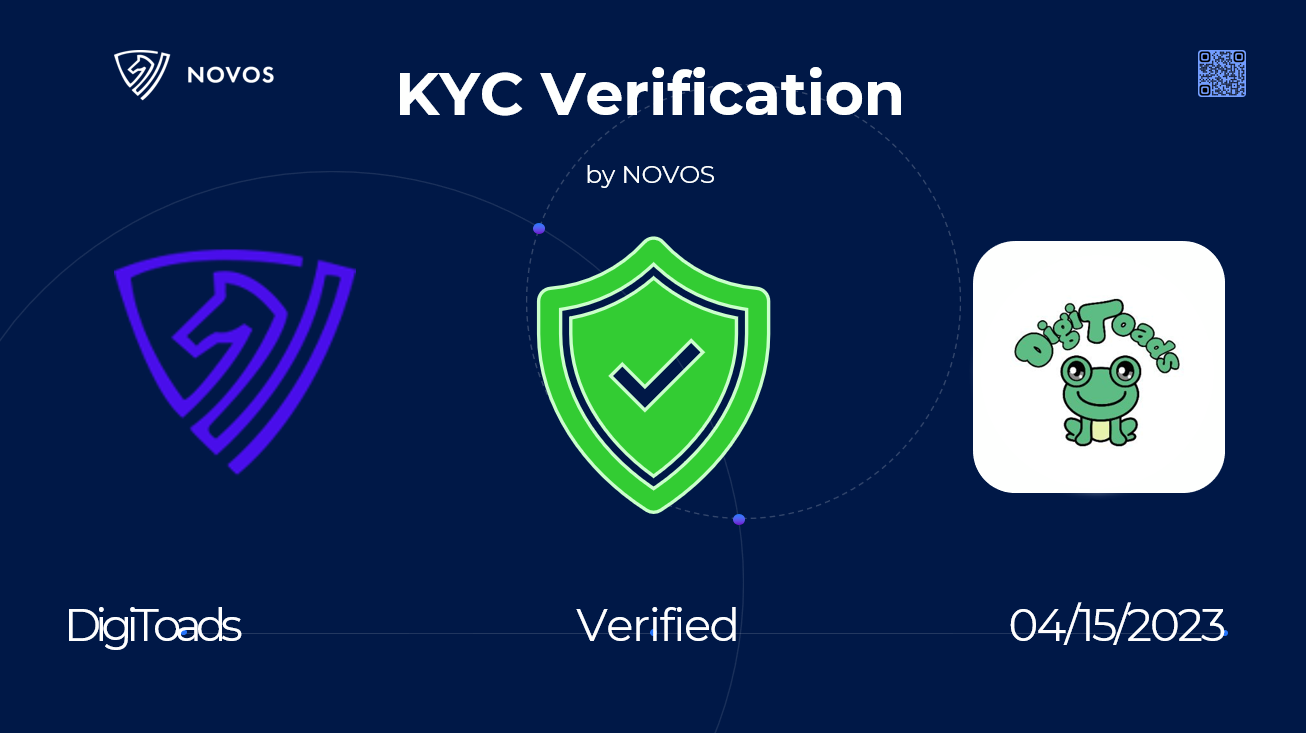 NOVOS
KYC Verification
by NOVOS
DigiToads
DigiToads
Verified
04/15/2023